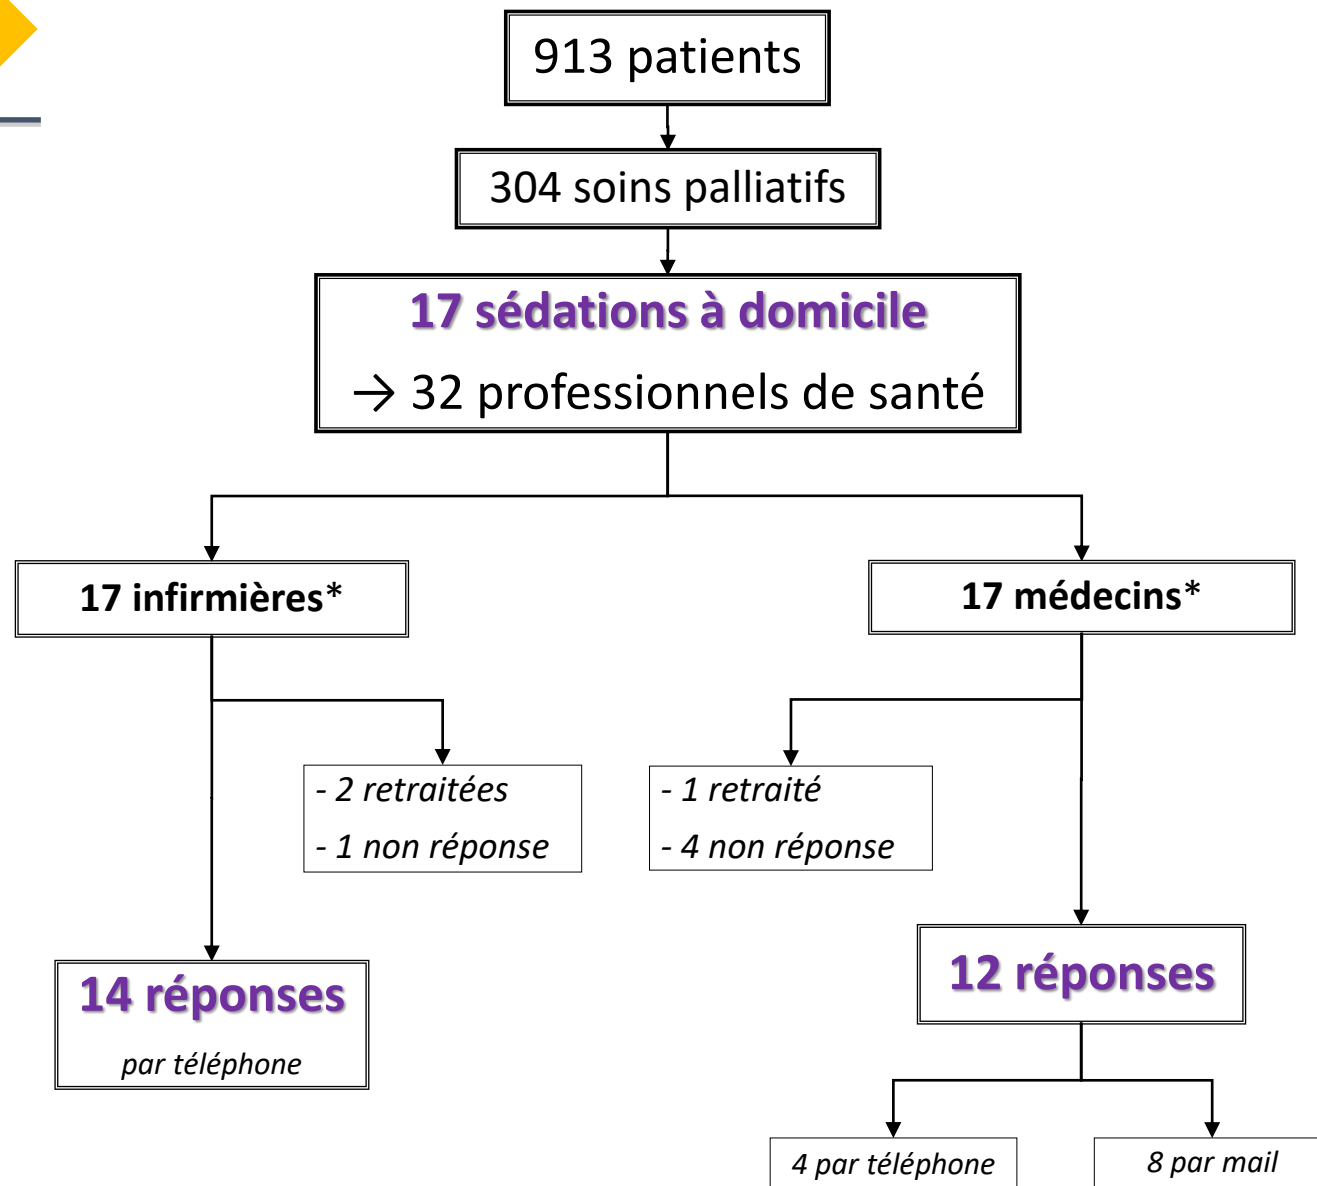 913 patients
304 soins palliatifs
17 sédations à domicile
→ 32 professionnels de santé
17 infirmières*
17 médecins*
- 2 retraitées
- 1 non réponse
- 1 retraité
- 4 non réponse
14 réponses
par téléphone
12 réponses
4 par téléphone
8 par mail